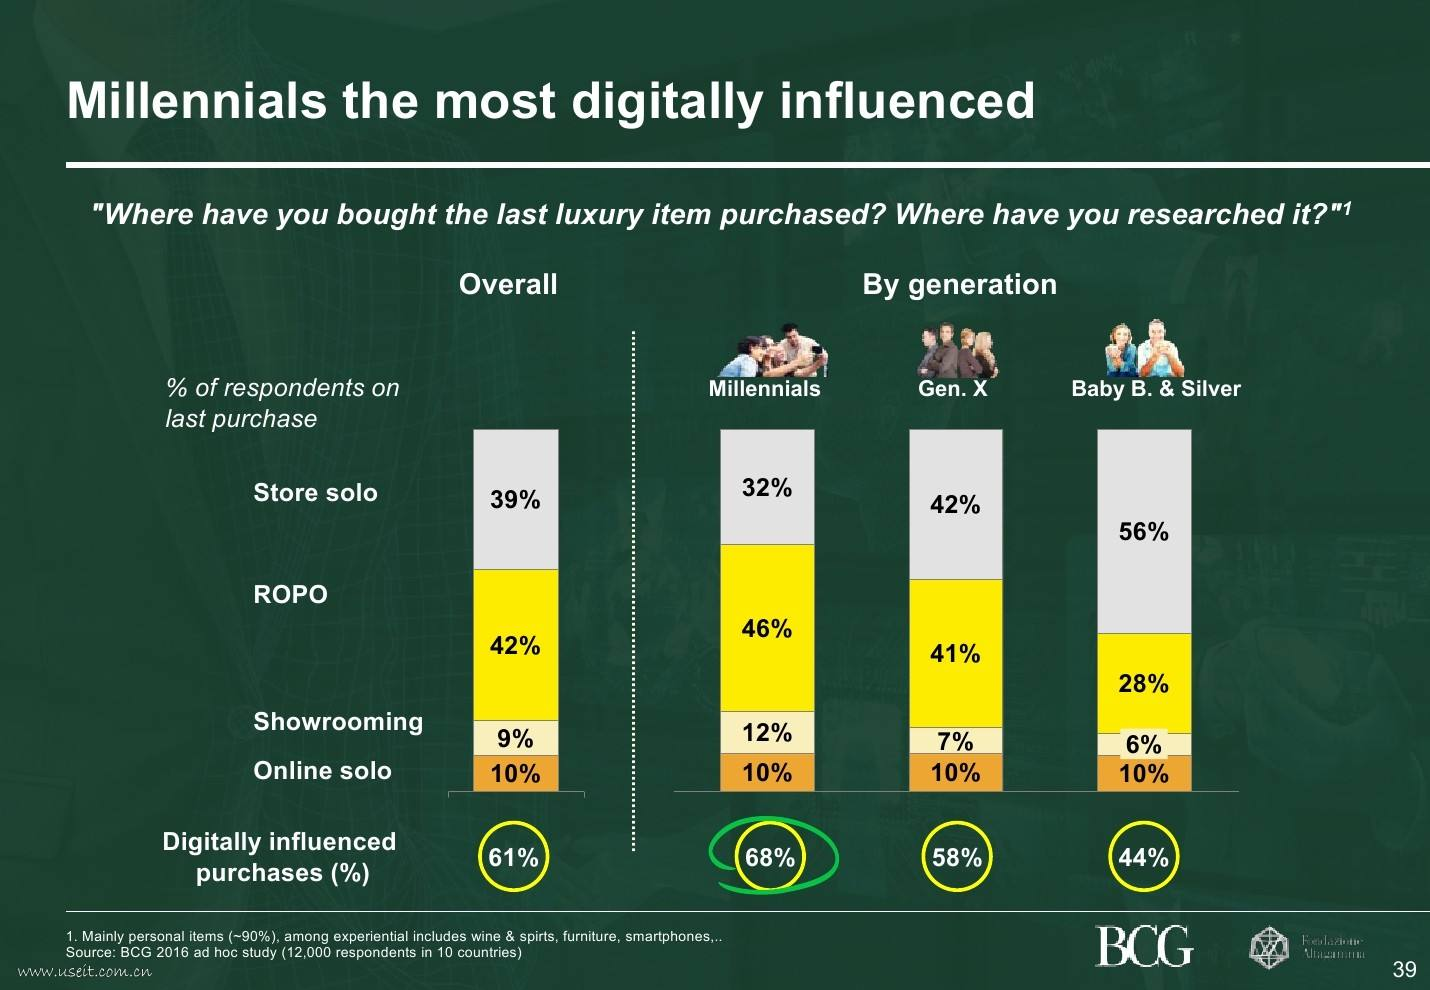 Millennials the most digitally influenced
"Where have you bought the last luxury item purchased? Where have you researched it?"1
Overall
By generation
% of respondents on
last purchase
Millennials
Gen. X
Baby B. & Silver
Store solo
39%
32%
42%
56%
ROPO
42%
46%
41%
28%
Showrooming
9%
12%
7%
6%
Online solo
10%
10%
10%
10%
Digitally influenced
purchases (%)
61%
68%
58%
44%
1. Mainly personal items (~90%), among experiential includes wine & spirts, furniture, smartphones,..
Source: BCG 2016 ad hoc study (12,000 respondents in 10 countries)
www.useit.com.cn
BCG
Fondazione
Altagamma
39